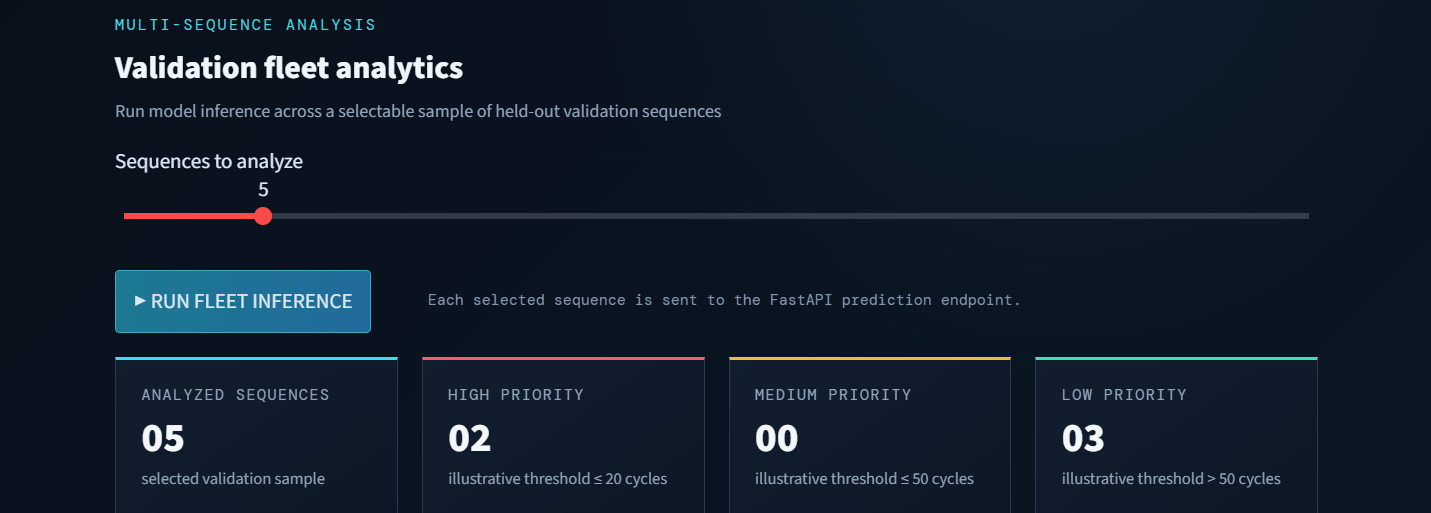 MULTI-SEQUENCE ANALYSIS
Validation fleet analytics
Run model inference across a selectable sample of held-out validation sequences
Sequences to analyze
5
▶ RUN FLEET INFERENCE
Each selected sequence is sent to the FastAPI prediction endpoint.
ANALYZED SEQUENCES
05
selected validation sample
HIGH PRIORITY
02
illustrative threshold ≤ 20 cycles
MEDIUM PRIORITY
00
illustrative threshold ≤ 50 cycles
LOW PRIORITY
03
illustrative threshold > 50 cycles